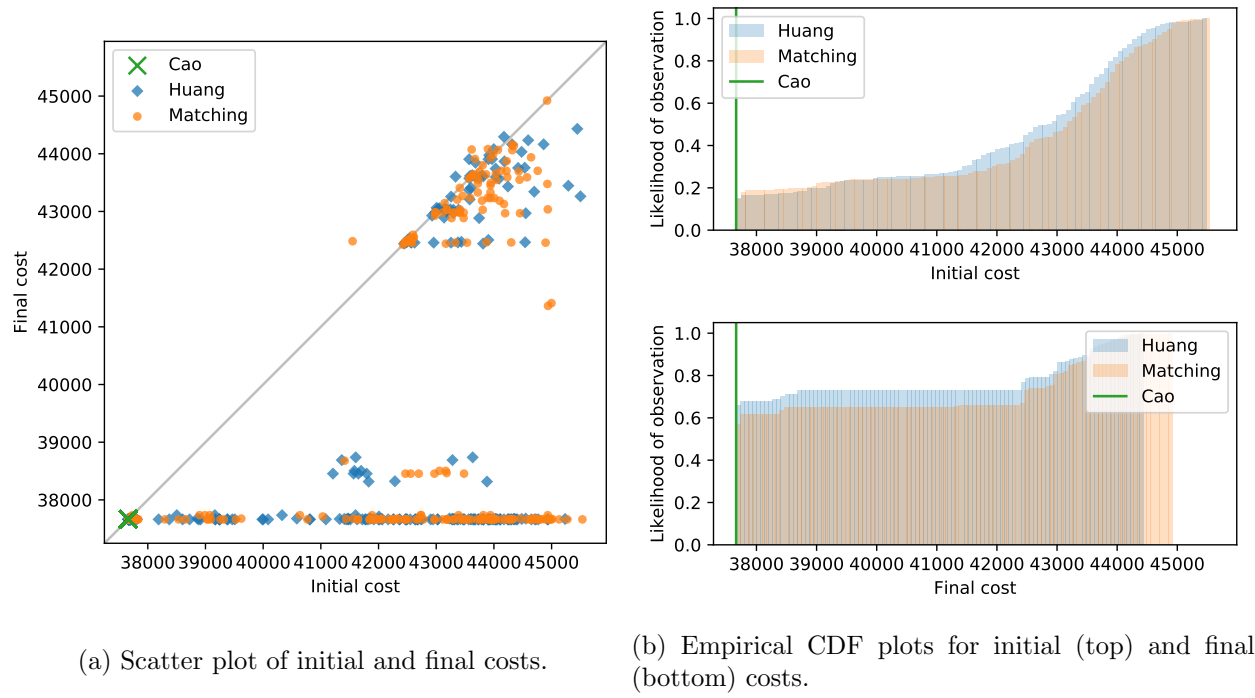 Cao
Huang
Matching
45000
44000
43000
42000
41000
40000
39000
38000
Final cost
38000 39000 40000 41000 42000 43000 44000 45000
Initial cost
(a) Scatter plot of initial and final costs.
Likelihood of observation
1.0
0.8
0.6
0.4
0.2
0.0
Huang
Matching
Cao
38000 39000 40000 41000 42000 43000 44000 45000
Initial cost
Likelihood of observation
1.0
0.8
0.6
0.4
0.2
0.0
Huang
Matching
Cao
38000 39000 40000 41000 42000 43000 44000 45000
Final cost
(b) Empirical CDF plots for initial (top) and final
(bottom) costs.